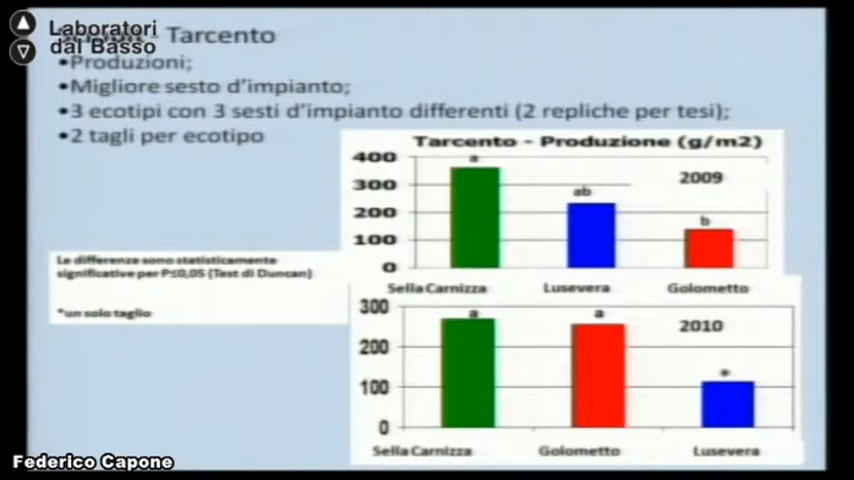 Laboratori
dal Basso
- Tarcento
•Produzioni;
•Migliore sesto d'impianto;
•3 ecotipi con 3 sesti d'impianto differenti (2 repliche per tesi);
•2 tagli per ecotipo
Tarcento - Produzione (g/m2)
400
300
200
100
0
a
ab
b
2009
Sella Carnizza
Lusevera
Golometto
Le differenze sono statisticamente
significative per P≤0,05 (Test di Duncan)
*un solo taglio
300
200
100
0
a
a
*
2010
Sella Carnizza
Golometto
Lusevera
Federico Capone